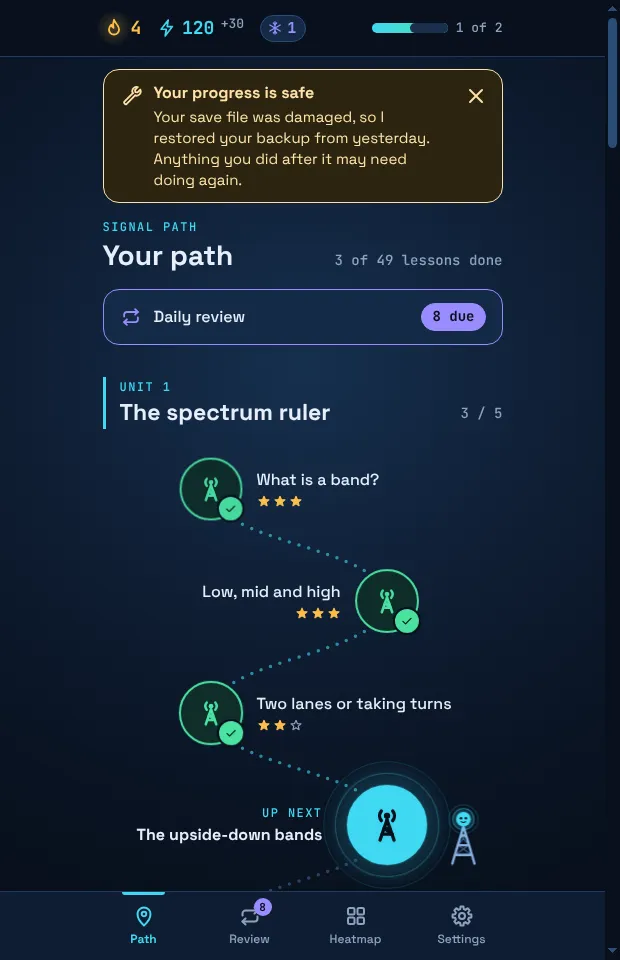 4 120 +30 1 1 of 2
Your progress is safe
Your save file was damaged, so I
restored your backup from yesterday.
Anything you did after it may need
doing again.
SIGNAL PATH
Your path 3 of 49 lessons done
Daily review 8 due
UNIT 1
The spectrum ruler 3 / 5
What is a band?
Low, mid and high
Two lanes or taking turns
UP NEXT
The upside-down bands
8
Path Review Heatmap Settings